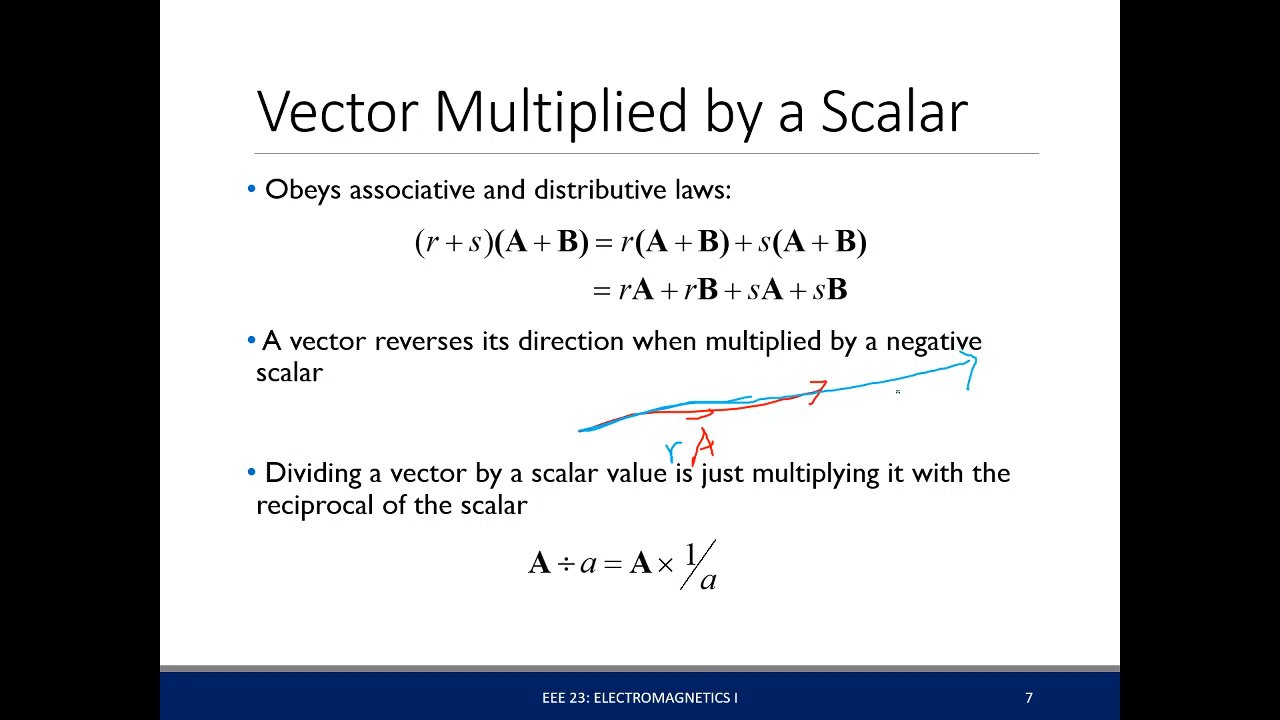 Vector Multiplied by a Scalar
• Obeys associative and distributive laws:
(r + s)(A + B) = r(A + B) + s(A + B)
= rA + rB + sA + sB
• A vector reverses its direction when multiplied by a negative
scalar
r A
• Dividing a vector by a scalar value is just multiplying it with the
reciprocal of the scalar
A ÷ a = A × 1/a
EEE 23: ELECTROMAGNETICS I 7